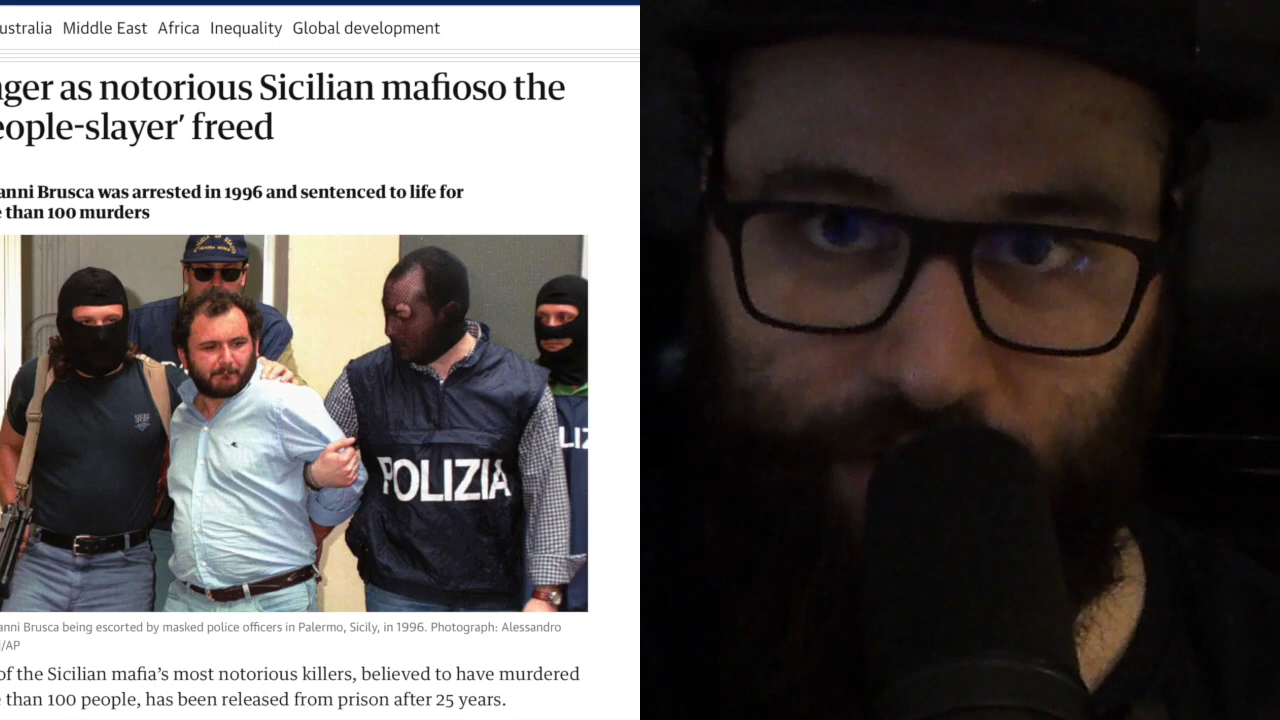 ustralia Middle East Africa Inequality Global development
ger as notorious Sicilian mafioso the
eople-slayer’ freed
anni Brusca was arrested in 1996 and sentenced to life for
e than 100 murders
POLIZIA
LIZ
anni Brusca being escorted by masked police officers in Palermo, Sicily, in 1996. Photograph: Alessandro
/AP
of the Sicilian mafia’s most notorious killers, believed to have murdered
e than 100 people, has been released from prison after 25 years.